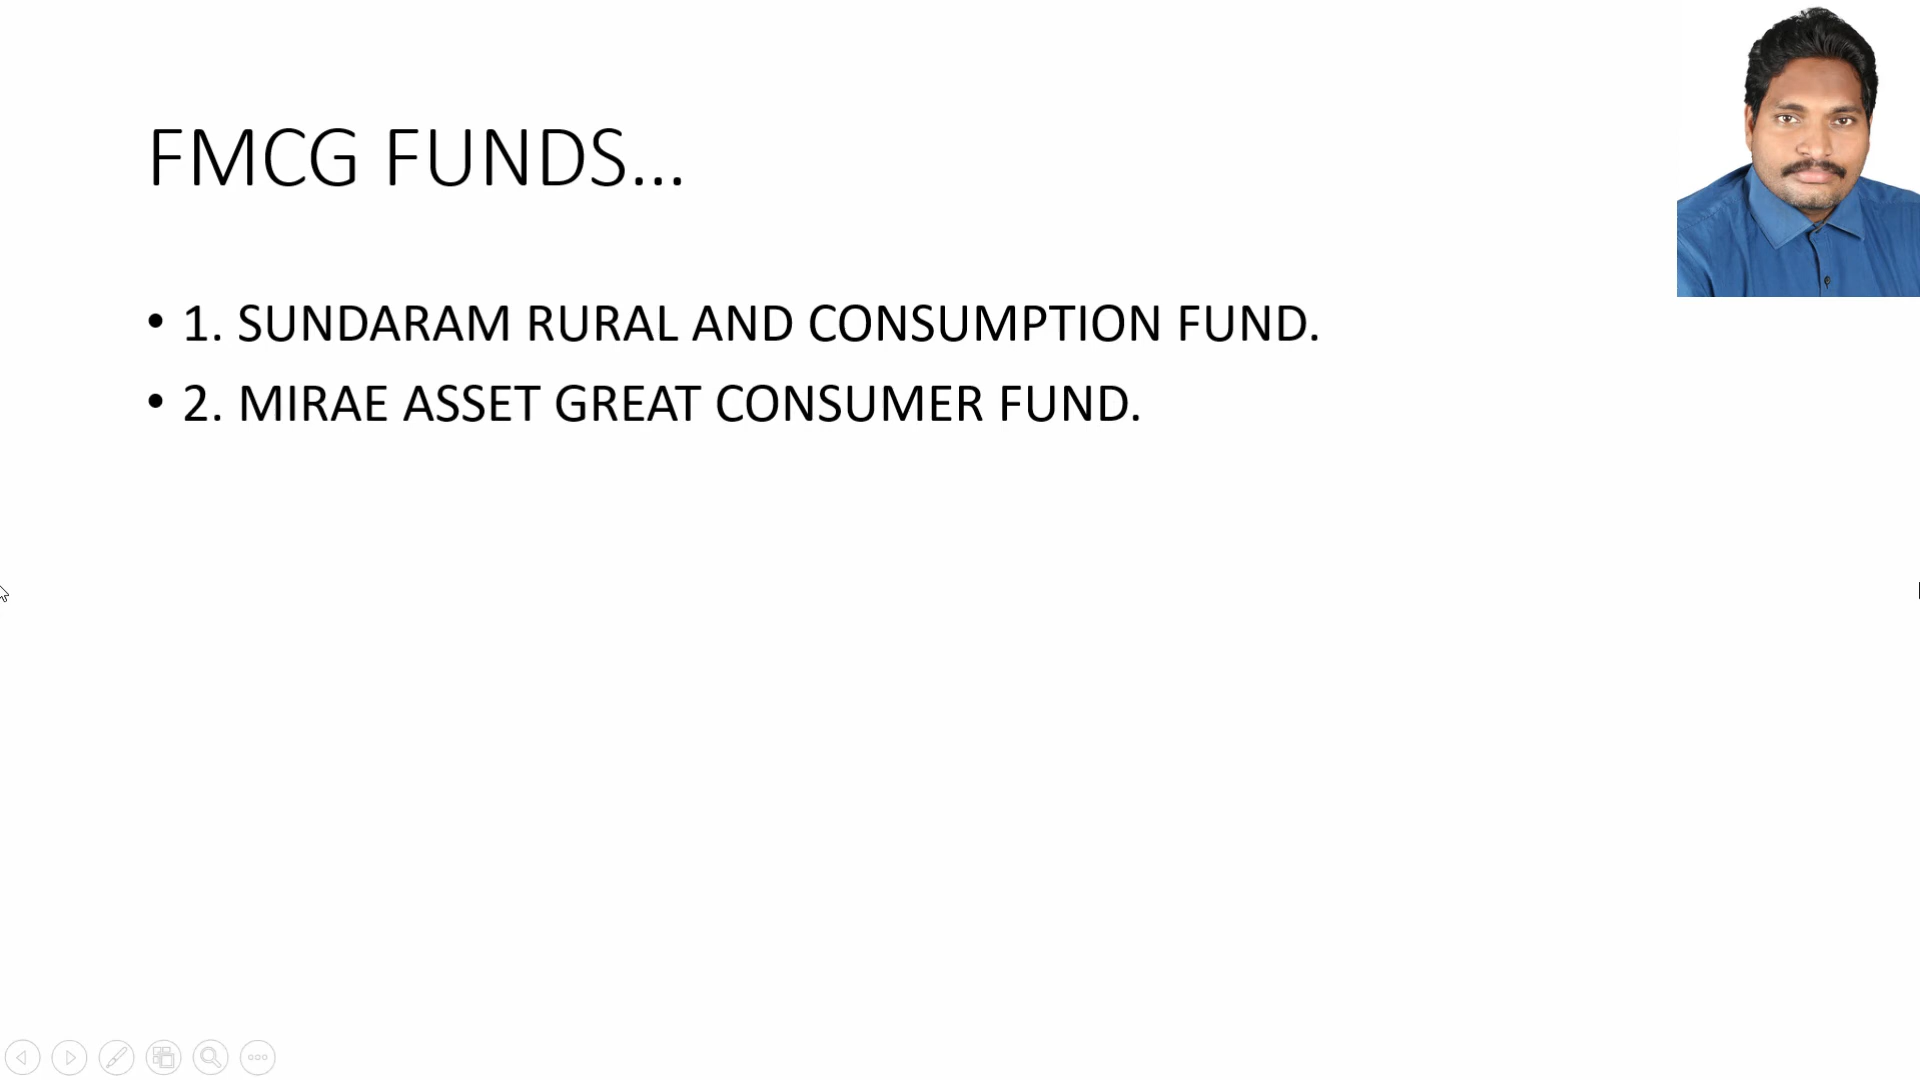 FMCG FUNDS...
• 1. SUNDARAM RURAL AND CONSUMPTION FUND.
• 2. MIRAE ASSET GREAT CONSUMER FUND.